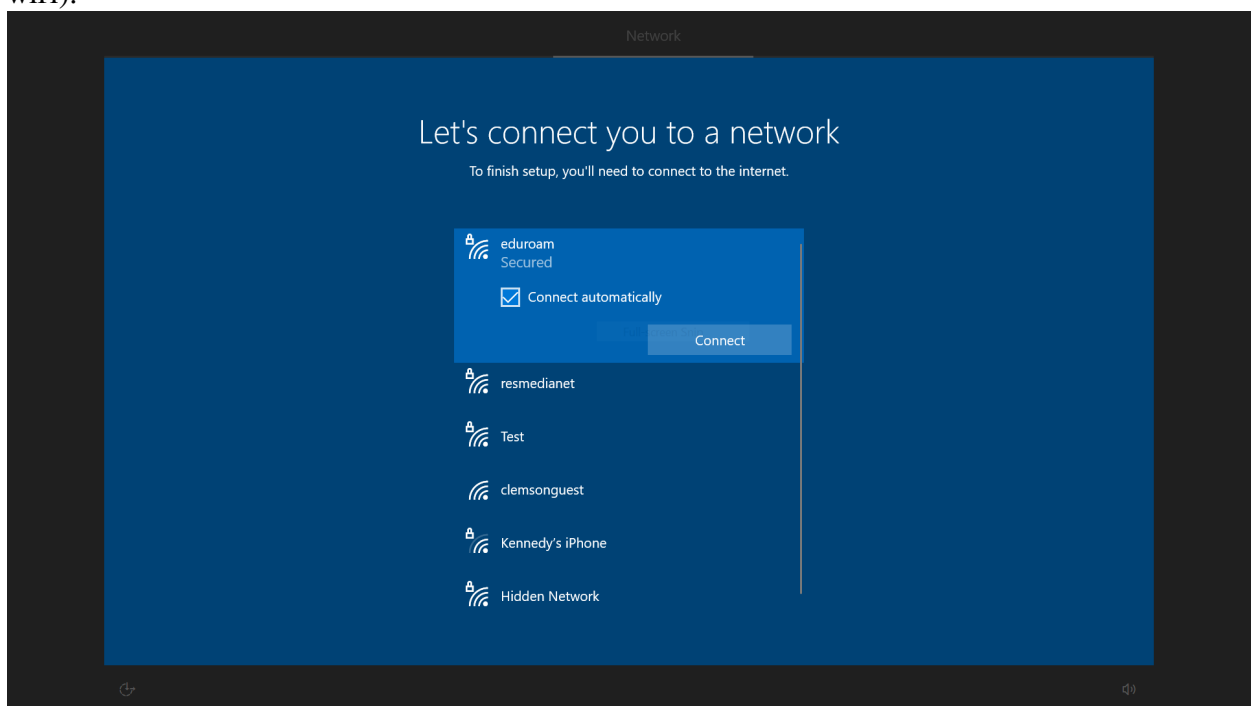 wifi).
Network
Let's connect you to a network
To finish setup, you'll need to connect to the internet.
eduroam
Secured
Connect automatically
Connect
resmedianet
Test
clemsonguest
Kennedy's iPhone
Hidden Network